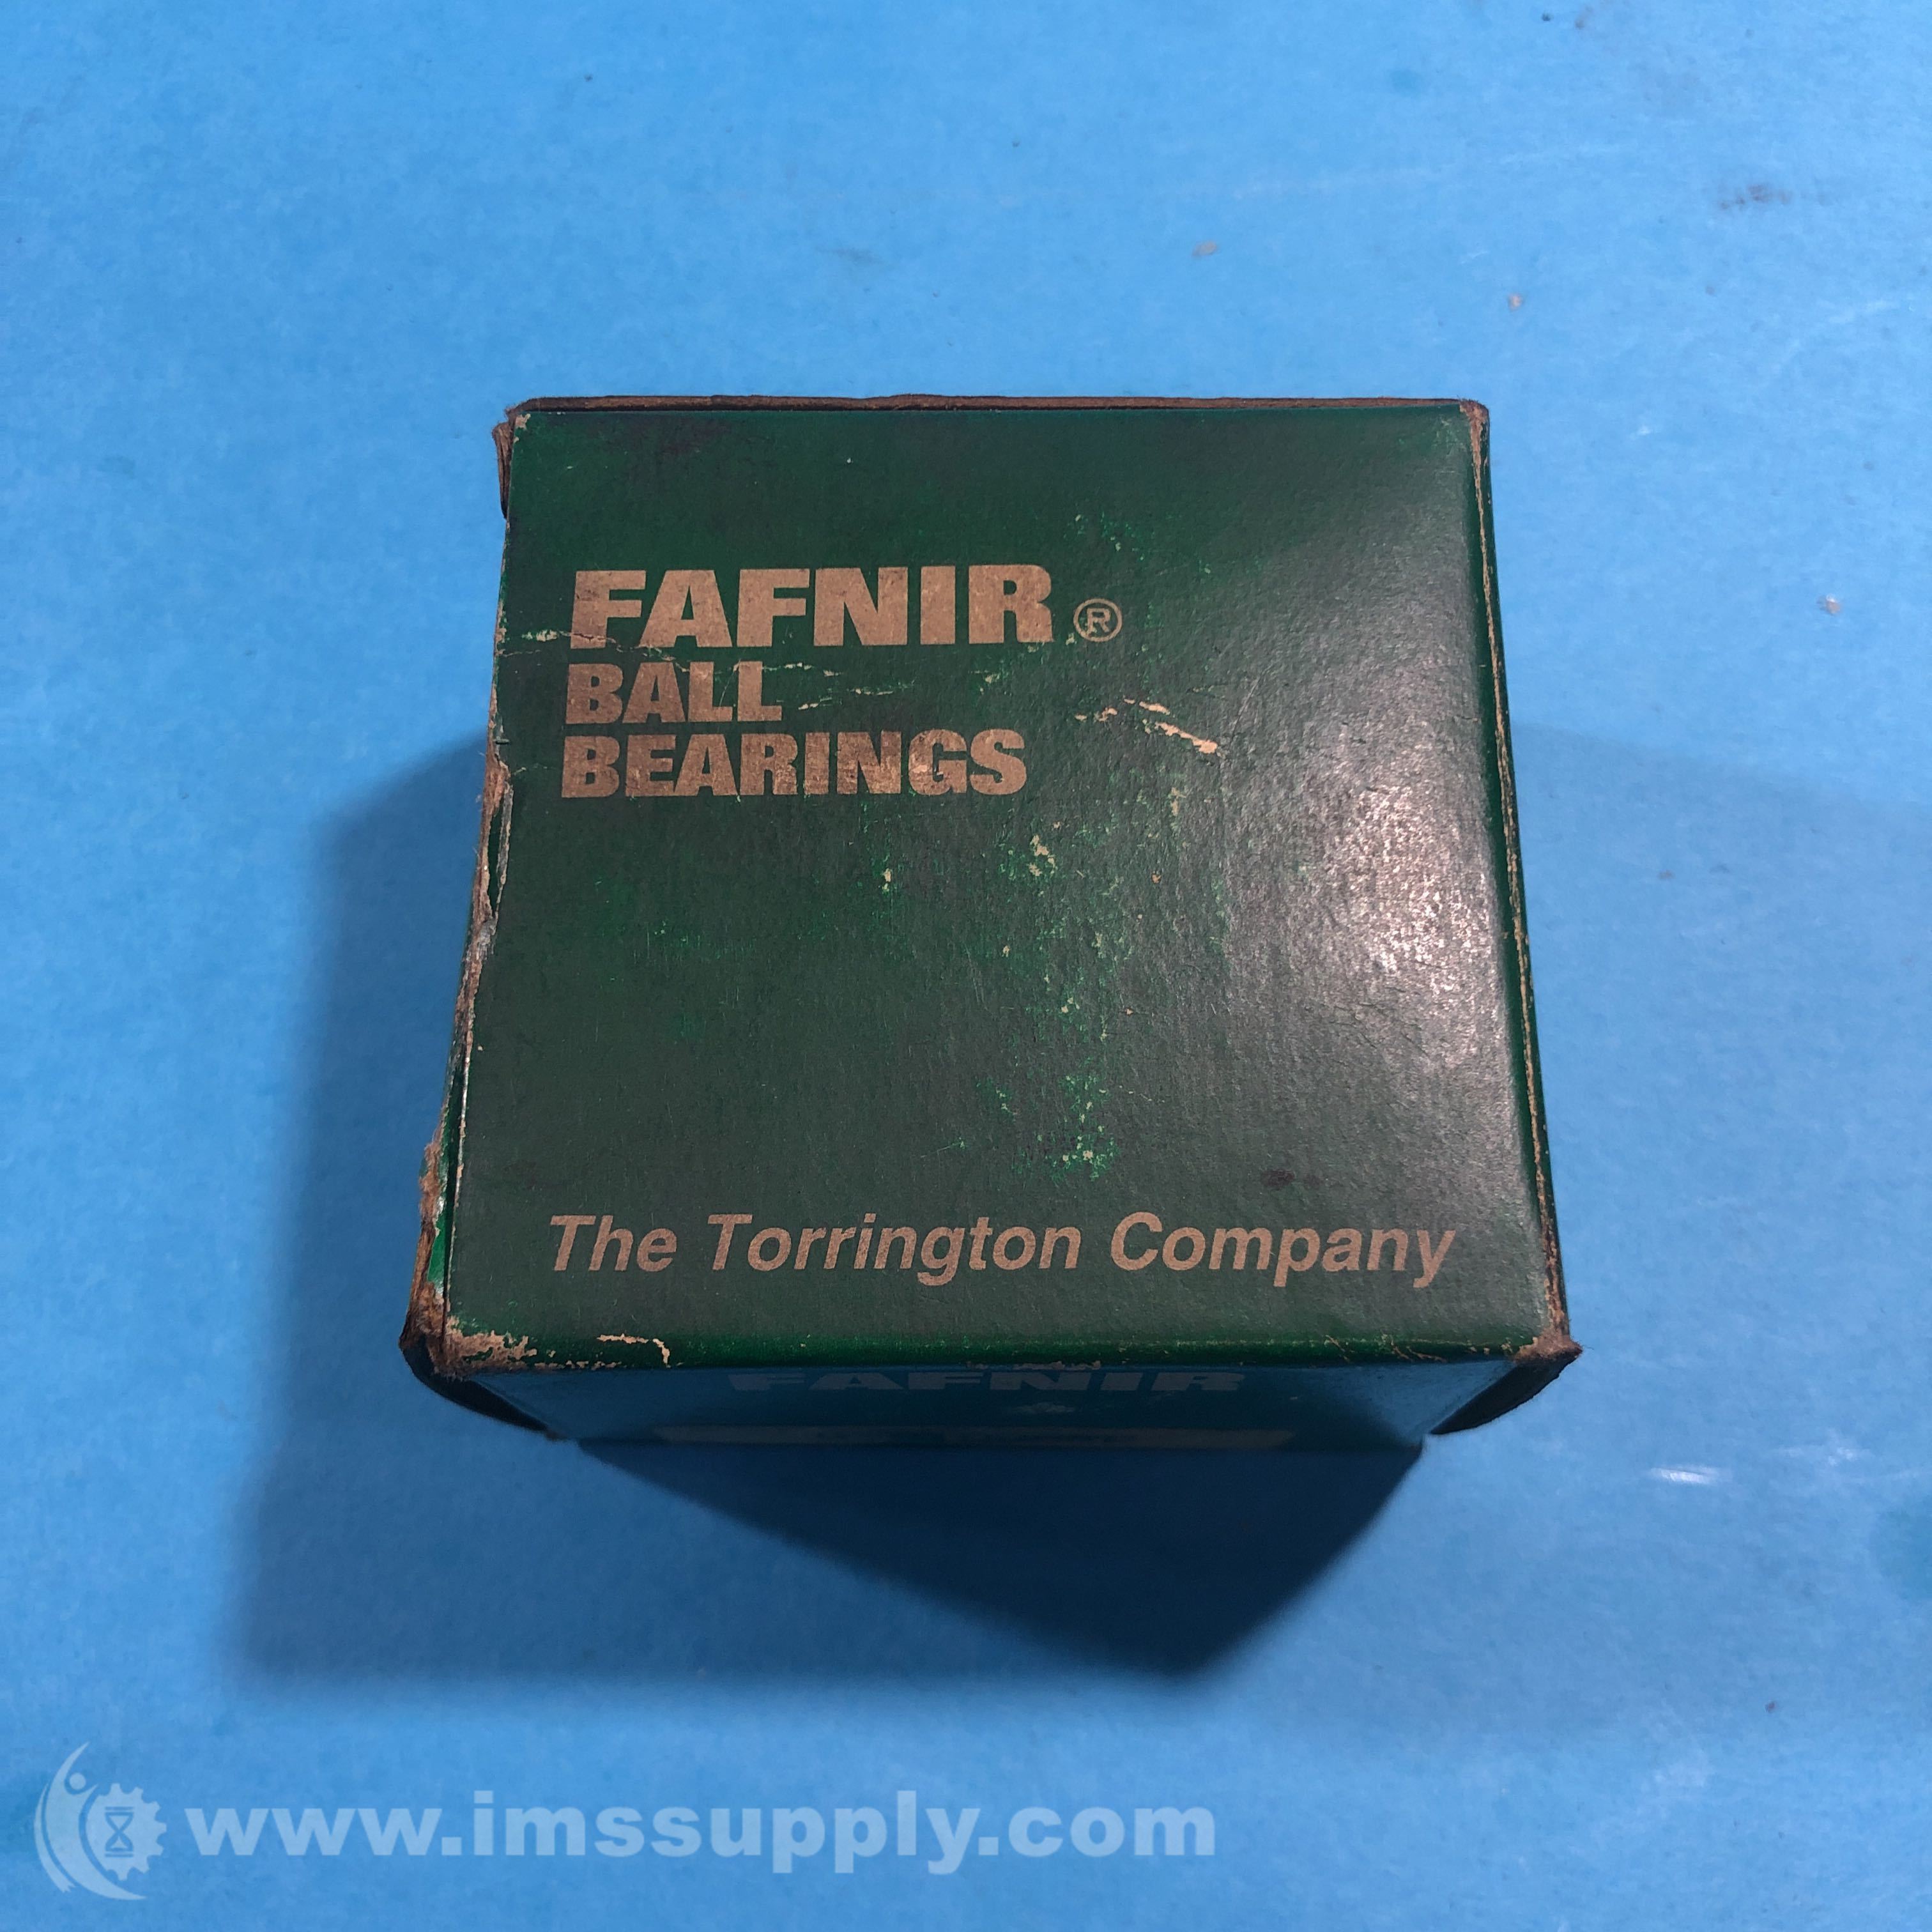 FAFNIR®
BALL
BEARINGS
The Torrington Company
FAFNIR
www.imssupply.com